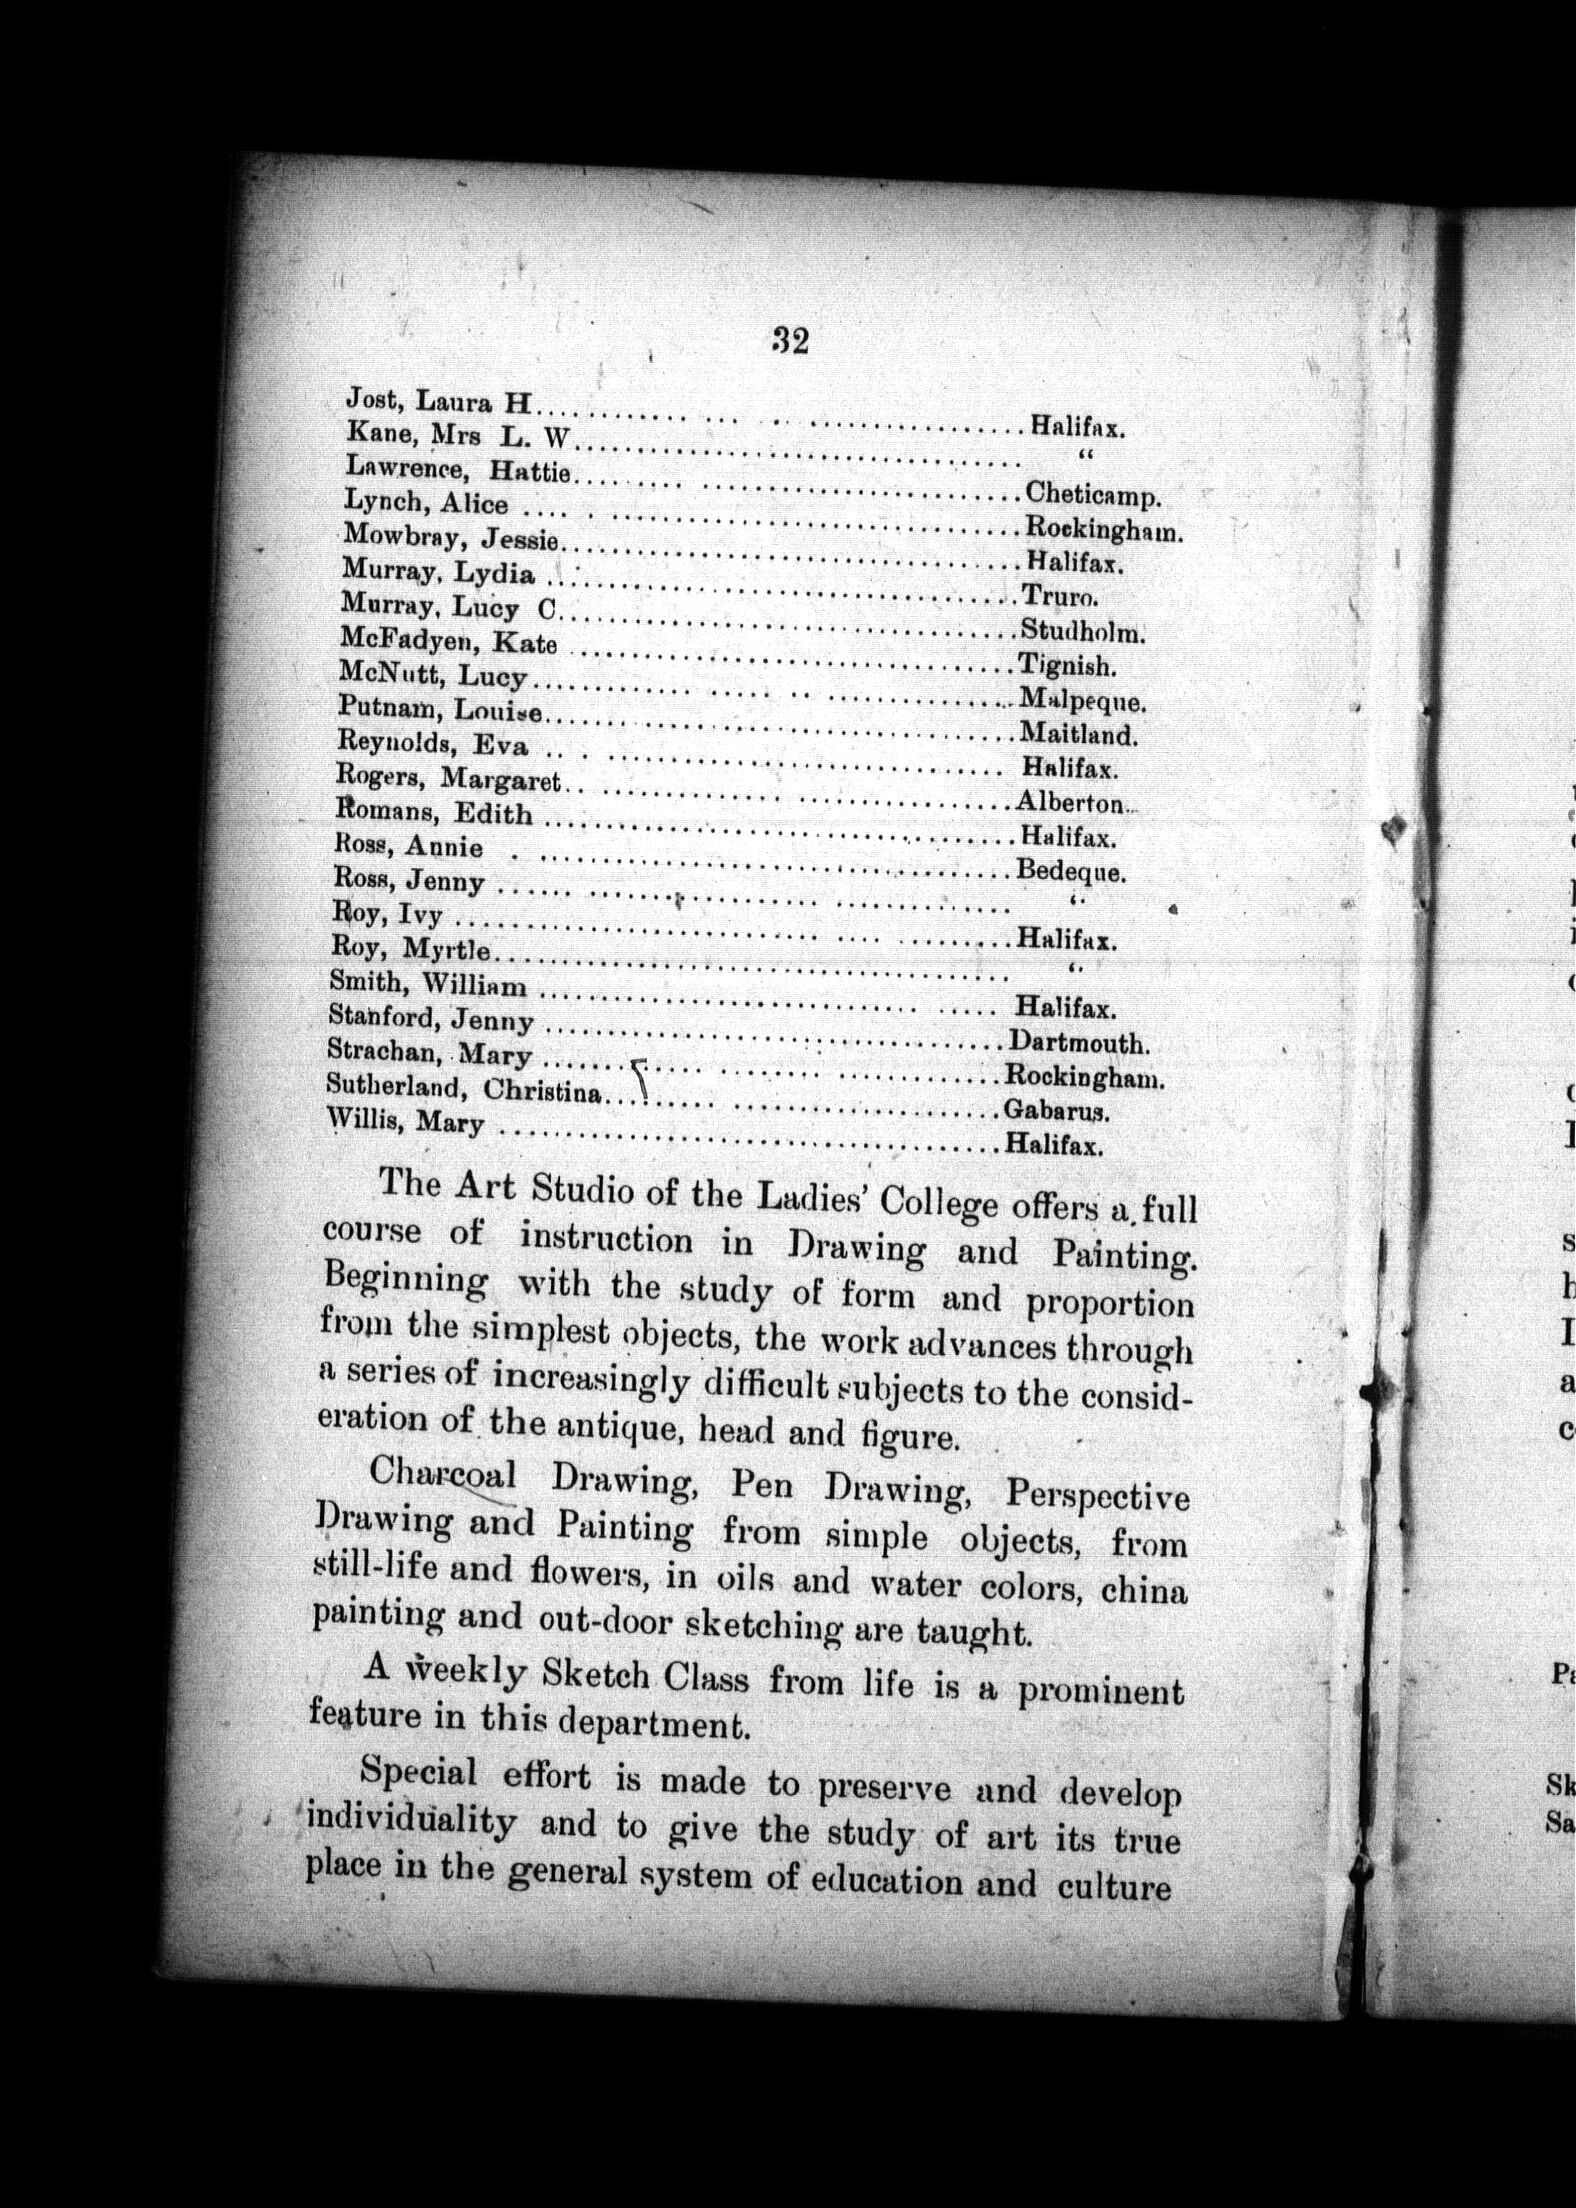 32
Jost, Laura H.................. ... .. ................. Halifax.
Kane, Mrs L. W.................................... "
Lawrence, Hattie......... ......................... Cheticamp.
Lynch, Alice .... . ................................ Rockingham.
Mowbray, Jessie.................................... Halifax.
Murray, Lydia ..................................... Truro.
Murray, Lucy C..................................... Studholm.
McFadyen, Kate .................................... Tignish.
McNutt, Lucy............. ..... .. ............... Malpeque.
Putnam, Louise..................................... Maitland.
Reynolds, Eva .. . ............................... Halifax.
Rogers, Margaret.. ............... ................. Alberton.
Romans, Edith ..................................... Halifax.
Ross, Annie . ..................................... Bedeque.
Ross, Jenny ...... .................... .............. "
Roy, Ivy ............................. .... ......... Halifax.
Roy, Myrtle........................................ "
Smith, William ............................. ..... Halifax.
Stanford, Jenny ................................... Dartmouth.
Strachan, Mary ............. ........ ............. Rockingham.
Sutherland, Christina......... ..................... Gabarus.
Willis, Mary ....................................... Halifax.
The Art Studio of the Ladies' College offers a full
course of instruction in Drawing and Painting.
Beginning with the study of form and proportion
from the simplest objects, the work advances through
a series of increasingly difficult subjects to the consid-
eration of the antique, head and figure.
Charcoal Drawing, Pen Drawing, Perspective
Drawing and Painting from simple objects, from
still-life and flowers, in oils and water colors, china
painting and out-door sketching are taught.
A weekly Sketch Class from life is a prominent
feature in this department.
Special effort is made to preserve and develop
individuality and to give the study of art its true
place in the general system of education and culture